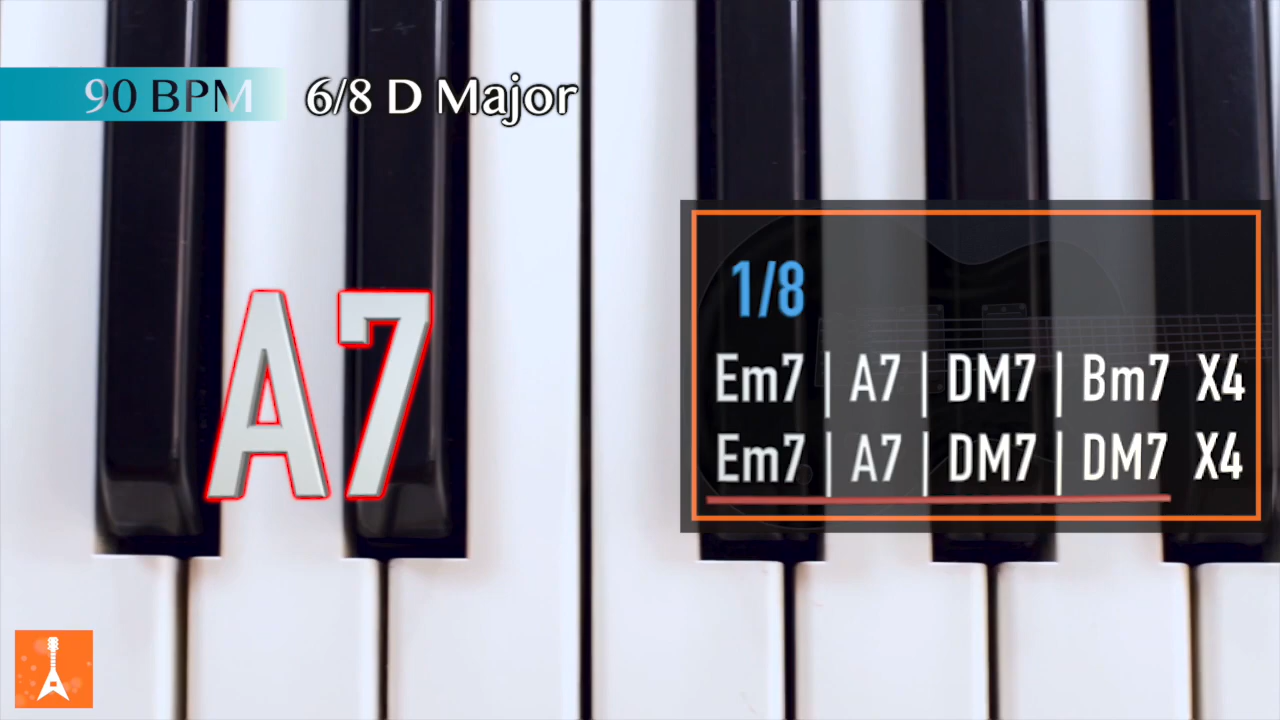 90 BPM 6/8 D Major
A7
1/8
Em7 | A7 | DM7 | Bm7 X4
Em7 | A7 | DM7 | DM7 X4